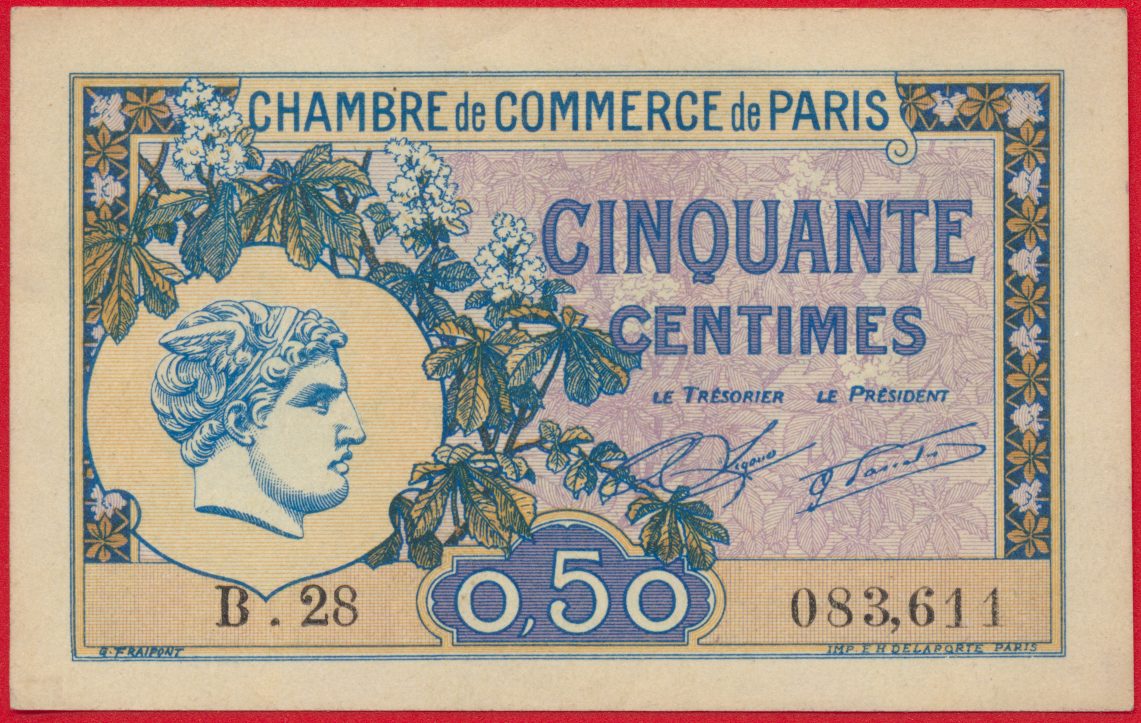 CHAMBRE de COMMERCE de PARIS
CINQUANTE
CENTIMES
LE TRÉSORIER LE PRÉSIDENT
B. 28 0,50 083,611
G. FRAIPONT IMP. E H DELAPORTE PARIS